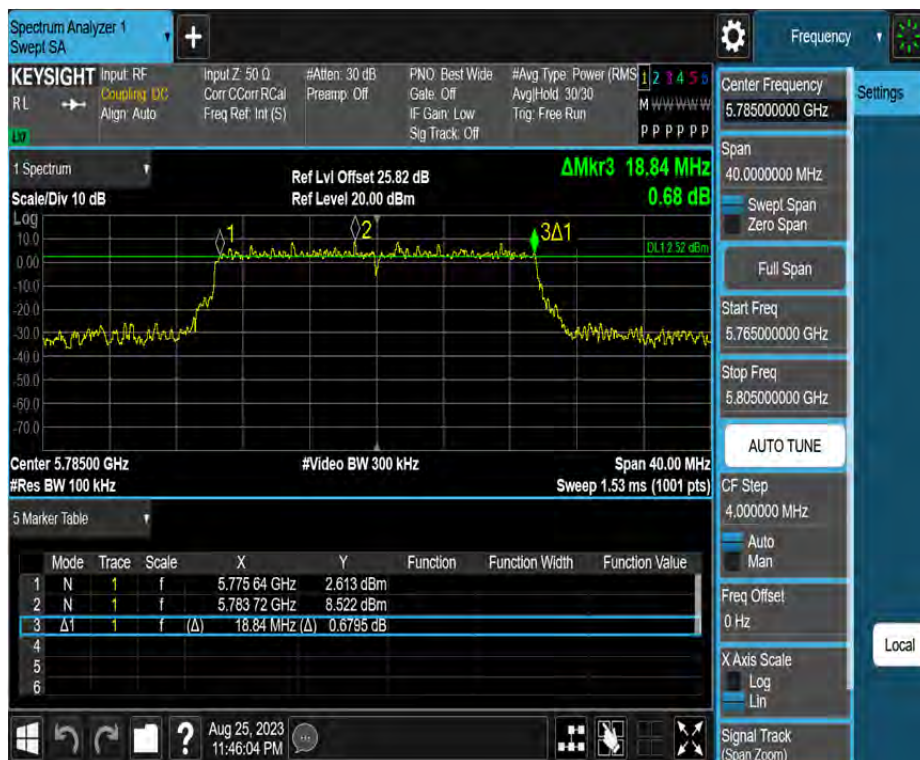 Spectrum Analyzer 1
Swept SA
Frequency
KEYSIGHT
RL
LXI
Input: RF
Coupling: DC
Align: Auto
Input Z: 50 Ω
Corr CCorr RCal
Freq Ref: Int (S)
#Atten: 30 dB
Preamp: Off
PNO: Best Wide
Gate: Off
IF Gain: Low
Sig Track: Off
#Avg Type: Power (RMS
Avg|Hold: 30/30
Trig: Free Run
1 2 3 4 5 6
M W W W W W
P P P P P P
1 Spectrum
Scale/Div 10 dB
Ref Lvl Offset 25.82 dB
Ref Level 20.00 dBm
ΔMkr3 18.84 MHz
0.68 dB
Log
10.0
0.00
-10.0
-20.0
-30.0
-40.0
-50.0
-60.0
-70.0
1
2
3Δ1
DL1 2.52 dBm
Center 5.78500 GHz
#Video BW 300 kHz
Span 40.00 MHz
#Res BW 100 kHz
Sweep 1.53 ms (1001 pts)
5 Marker Table
Mode Trace Scale X Y Function Function Width Function Value
1 N 1 f 5.775 64 GHz 2.613 dBm
2 N 1 f 5.783 72 GHz 8.522 dBm
3 Δ1 1 f (Δ) 18.84 MHz (Δ) 0.6795 dB
4
5
6
?
Aug 25, 2023
11:46:04 PM
Center Frequency
5.785000000 GHz
Settings
Span
40.0000000 MHz
Swept Span
Zero Span
Full Span
Start Freq
5.765000000 GHz
Stop Freq
5.805000000 GHz
AUTO TUNE
CF Step
4.000000 MHz
Auto
Man
Freq Offset
0 Hz
Local
X Axis Scale
Log
Lin
Signal Track
(Span Zoom)